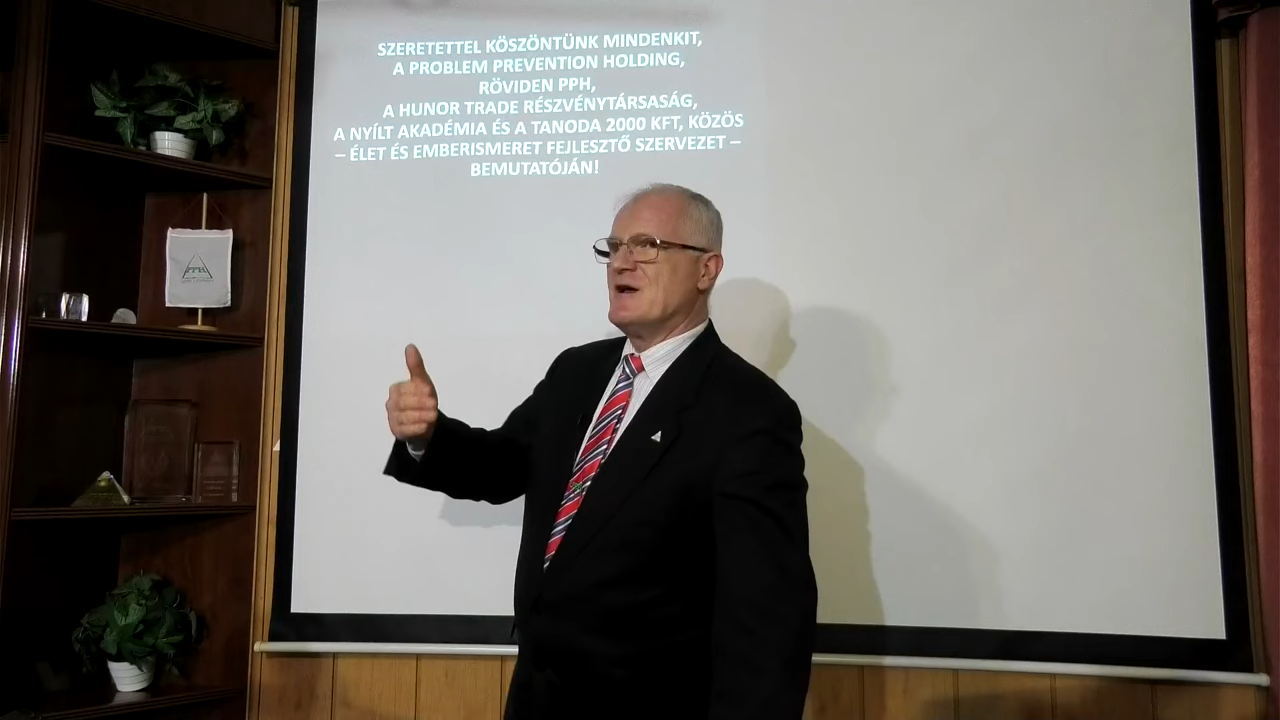 SZERETETTEL KÖSZÖNTÜNK MINDENKIT,
A PROBLEM PREVENTION HOLDING,
RÖVIDEN PPH,
A HUNOR TRADE RÉSZVÉNYTÁRSASÁG,
A NYÍLT AKADÉMIA ÉS A TANODA 2000 KFT, KÖZÖS
– ÉLET ÉS EMBERISMERET FEJLESZTŐ SZERVEZET –
BEMUTATÓJÁN!
PPH